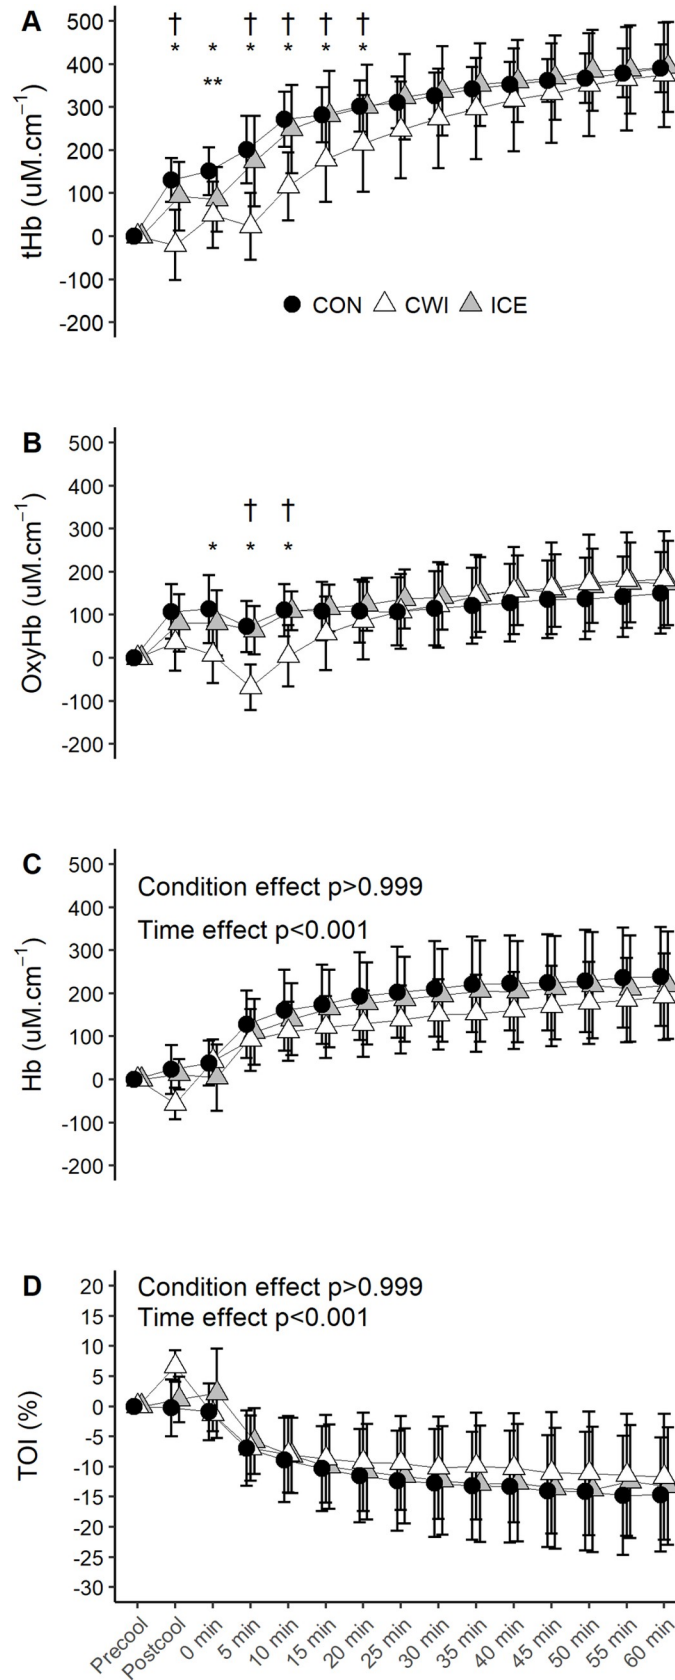 A
† * † † † †
* * * * * *
**
500
400
300
200
100
0
-100
-200
tHb (uM.cm⁻¹)
CON CWI ICE
B
† †
* * *
500
400
300
200
100
0
-100
-200
OxyHb (uM.cm⁻¹)
C
Condition effect p>0.999
Time effect p<0.001
500
400
300
200
100
0
-100
-200
Hb (uM.cm⁻¹)
D
Condition effect p>0.999
Time effect p<0.001
20
15
10
5
0
-5
-10
-15
-20
-25
-30
TOI (%)
Precool
Postcool
0 min
5 min
10 min
15 min
20 min
25 min
30 min
35 min
40 min
45 min
50 min
55 min
60 min